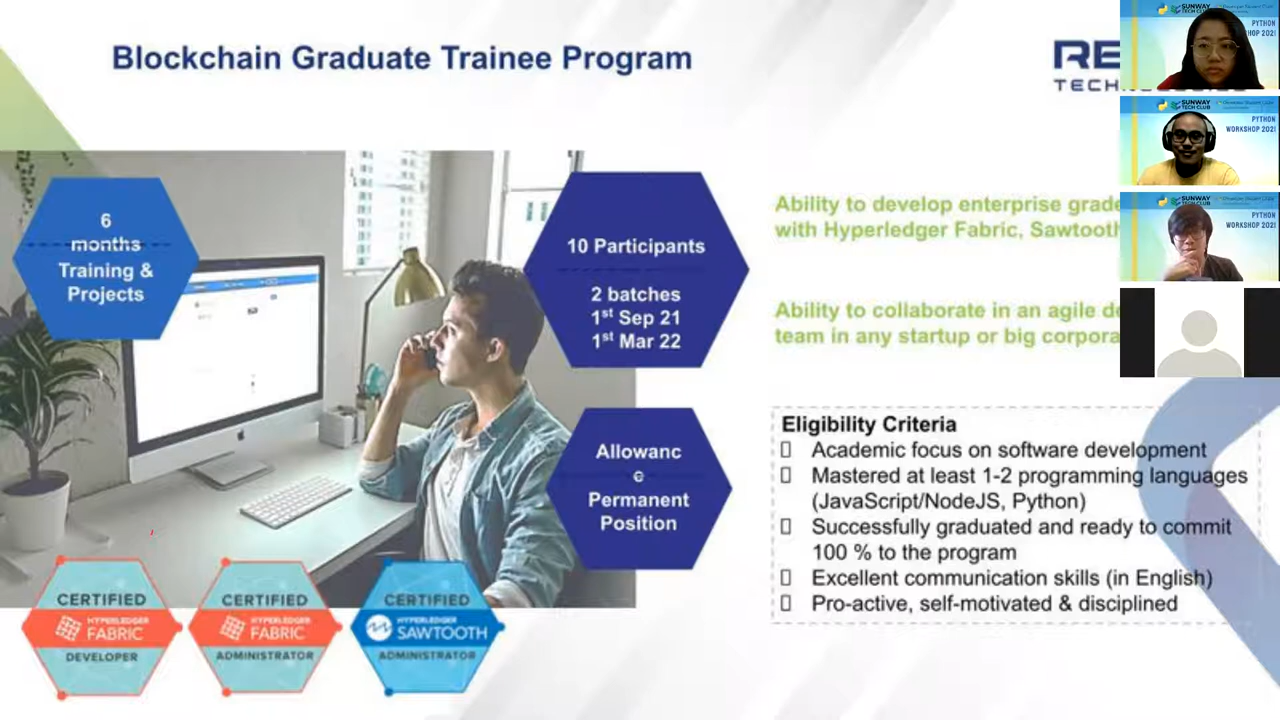 Blockchain Graduate Trainee Program
RE
TECH
6
months
Training &
Projects
10 Participants
2 batches
1st Sep 21
1st Mar 22
Allowanc
e
Permanent
Position
Ability to develop enterprise grade
with Hyperledger Fabric, Sawtooth
Ability to collaborate in an agile de
team in any startup or big corpora
Eligibility Criteria
Academic focus on software development
Mastered at least 1-2 programming languages
(JavaScript/NodeJS, Python)
Successfully graduated and ready to commit
100 % to the program
Excellent communication skills (in English)
Pro-active, self-motivated & disciplined
CERTIFIED
HYPERLEDGER
FABRIC
DEVELOPER
CERTIFIED
HYPERLEDGER
FABRIC
ADMINISTRATOR
CERTIFIED
HYPERLEDGER
SAWTOOTH
ADMINISTRATOR
SUNWAY
TECH CLUB
PYTHON
HOP 2021
SUNWAY
TECH CLUB
PYTHON
WORKSHOP 2021
SUNWAY
TECH CLUB
PYTHON
WORKSHOP 2021